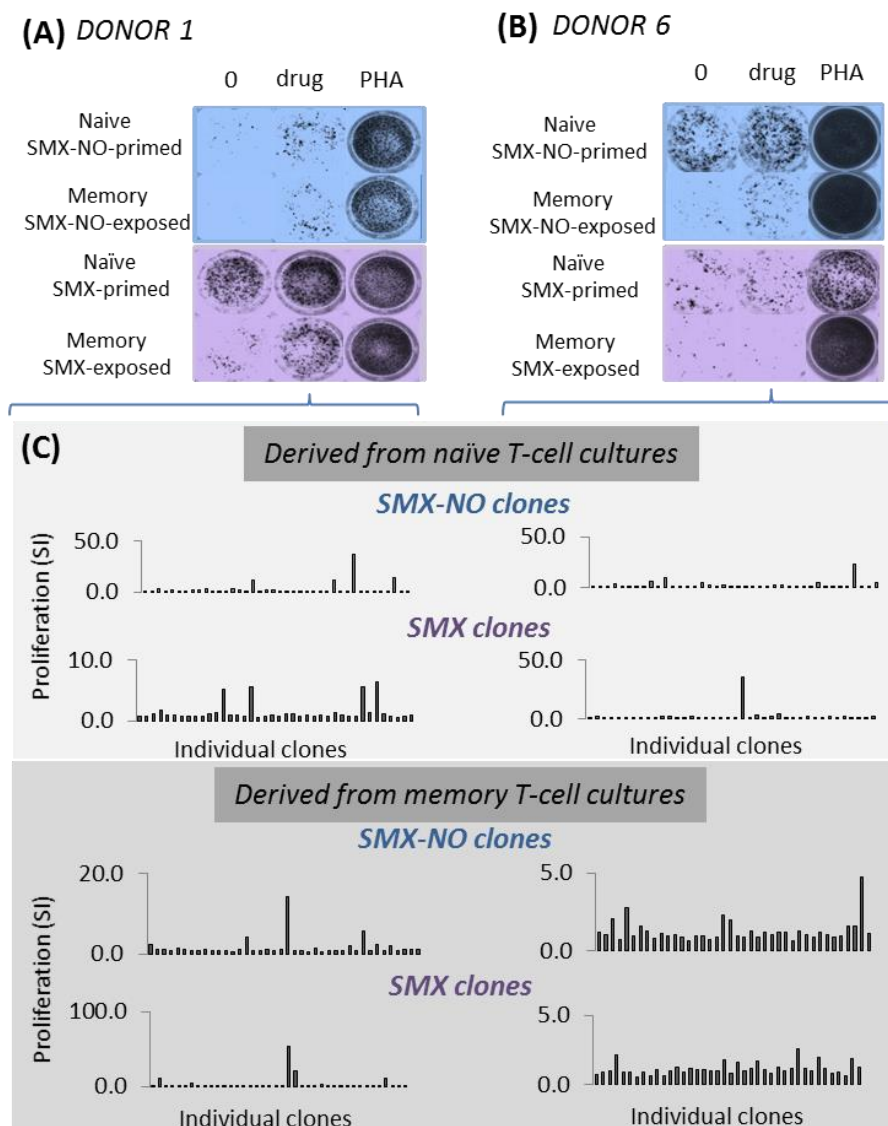 (A) DONOR 1
(B) DONOR 6
0 drug PHA
0 drug PHA
Naive
SMX-NO-primed
Memory
SMX-NO-exposed
Naïve
SMX-primed
Memory
SMX-exposed
Naive
SMX-NO-primed
Memory
SMX-NO-exposed
Naïve
SMX-primed
Memory
SMX-exposed
(C)
Derived from naïve T-cell cultures
SMX-NO clones
Proliferation (SI)
50.0
0.0
50.0
0.0
SMX clones
10.0
0.0
50.0
0.0
Individual clones
Individual clones
Derived from memory T-cell cultures
SMX-NO clones
Proliferation (SI)
20.0
0.0
5.0
0.0
SMX clones
100.0
0.0
5.0
0.0
Individual clones
Individual clones